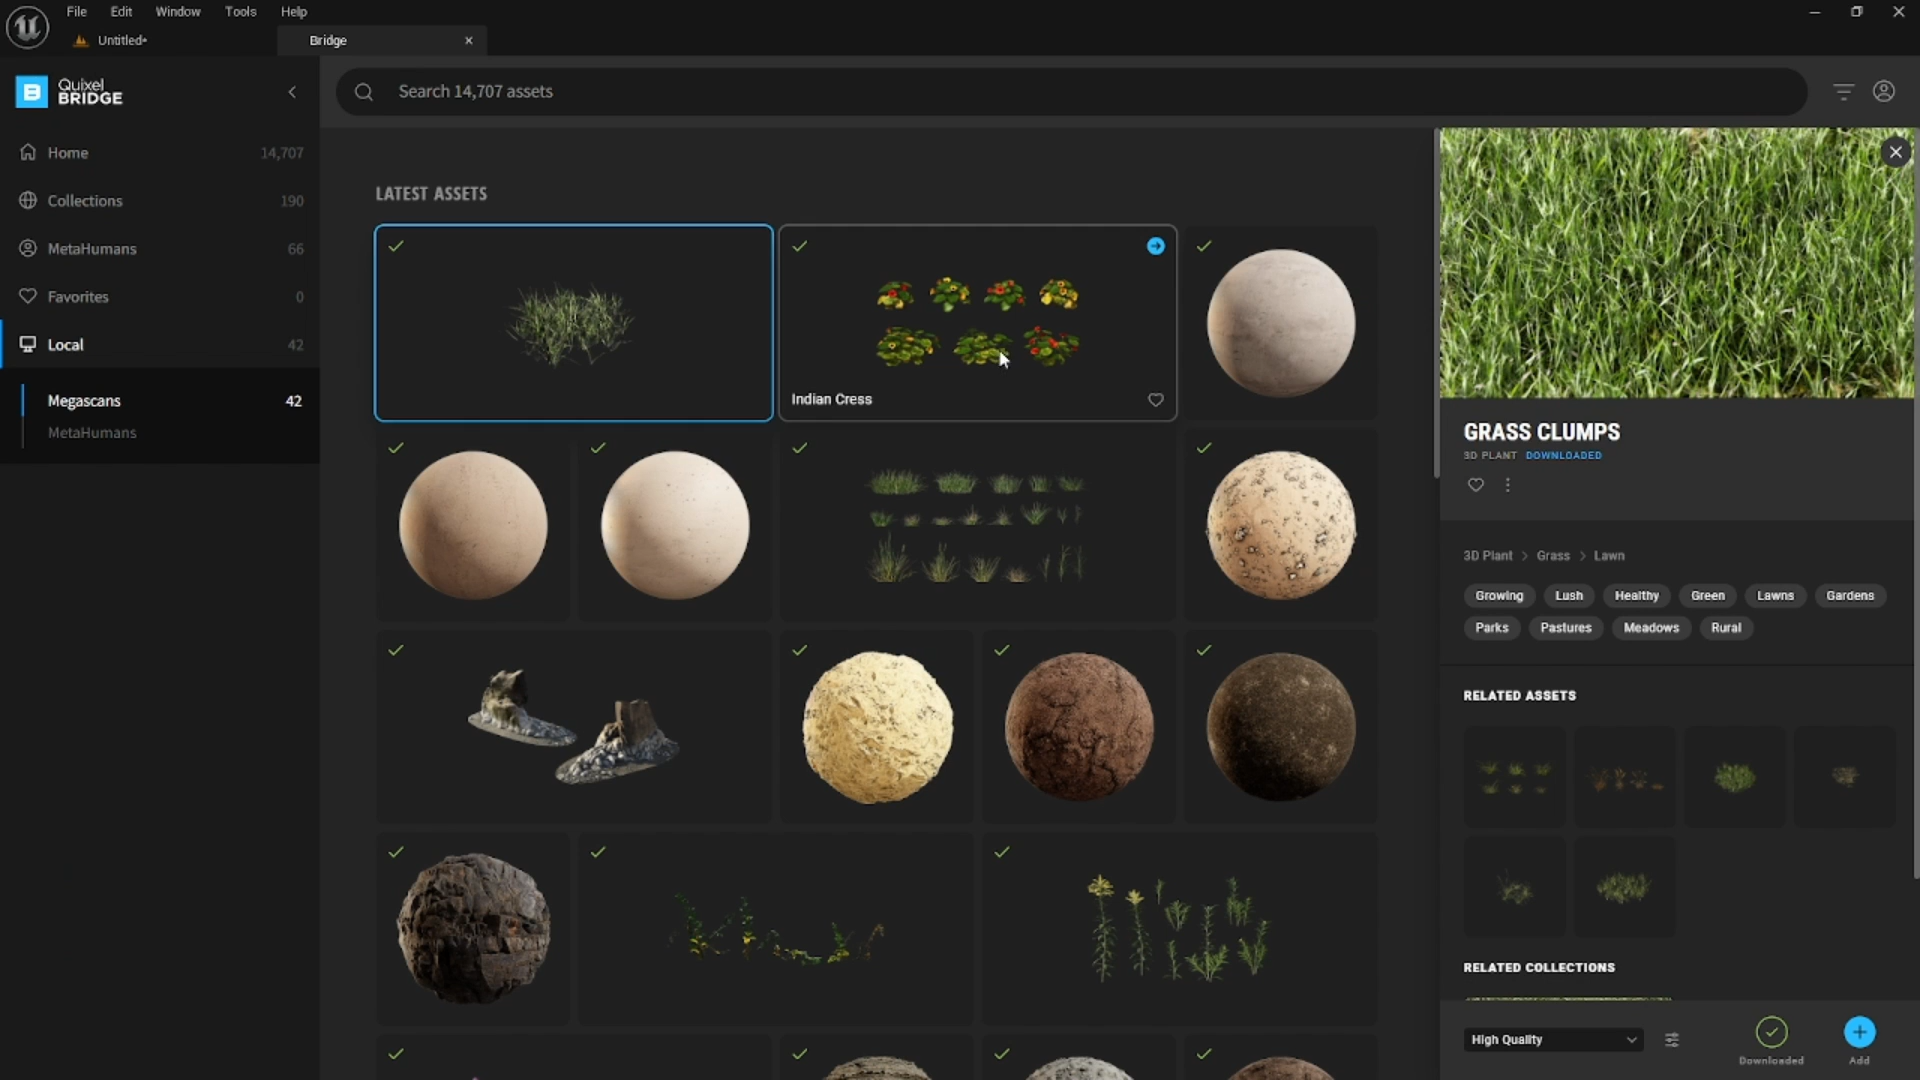 File Edit Window Tools Help
Untitled•
Bridge
Quixel
BRIDGE
Search 14,707 assets
Home 14,707
Collections 190
MetaHumans 66
Favorites 0
Local 42
Megascans 42
MetaHumans
LATEST ASSETS
Indian Cress
GRASS CLUMPS
3D PLANT DOWNLOADED
3D Plant > Grass > Lawn
Growing Lush Healthy Green Lawns Gardens
Parks Pastures Meadows Rural
RELATED ASSETS
RELATED COLLECTIONS
High Quality
Downloaded
Add